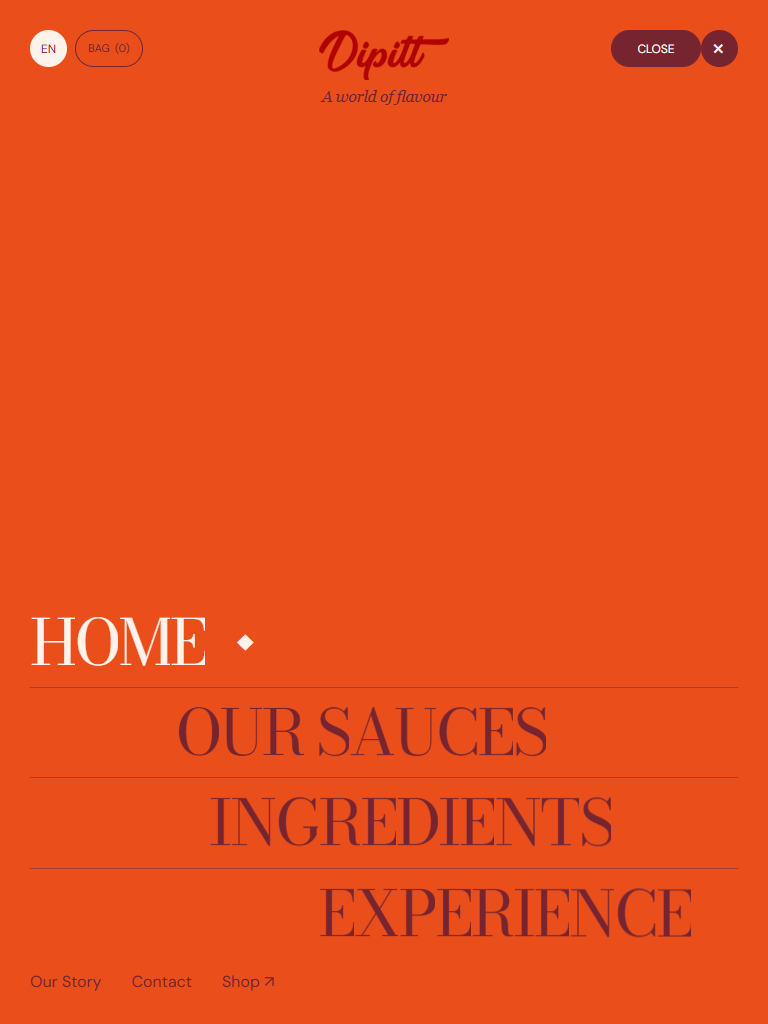 EN
BAG (0)
Dipitt
A world of flavour
CLOSE
HOME
OUR SAUCES
INGREDIENTS
EXPERIENCE
Our Story
Contact
Shop